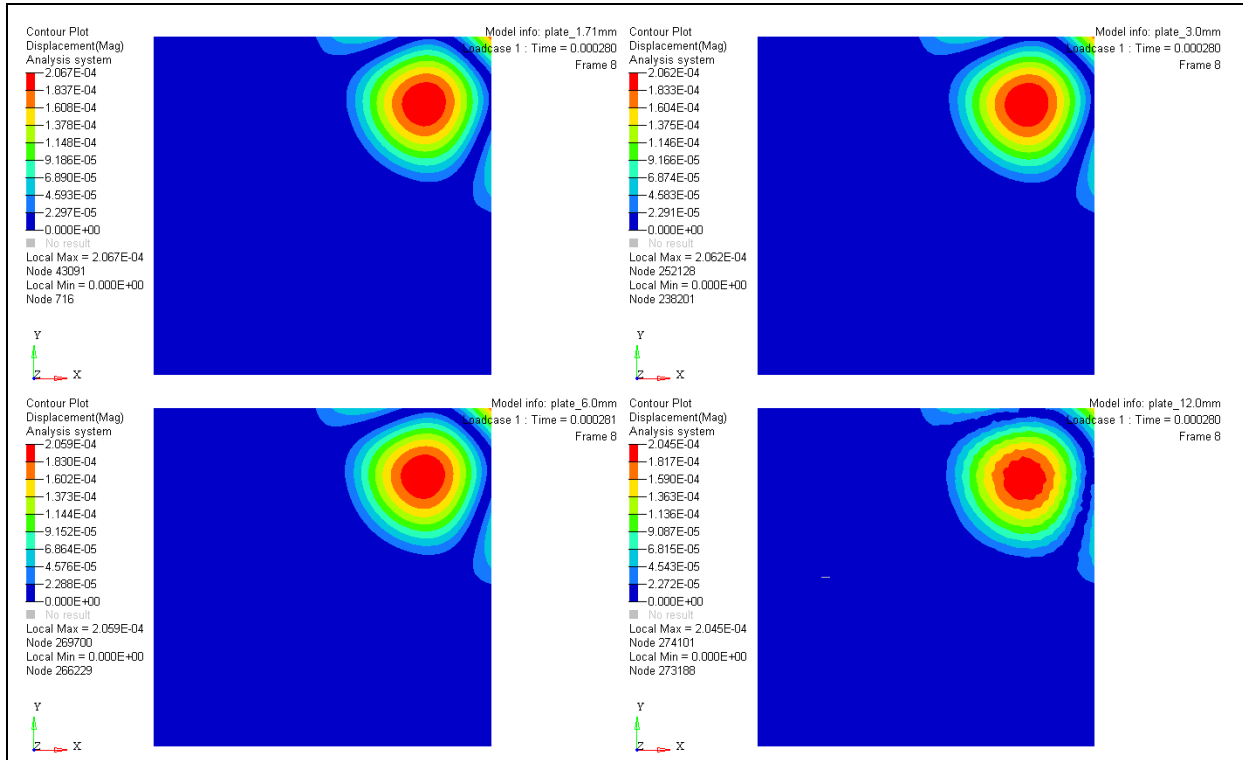 Contour Plot
Displacement(Mag)
Analysis system
2.067E-04
1.837E-04
1.608E-04
1.378E-04
1.148E-04
9.186E-05
6.890E-05
4.593E-05
2.297E-05
0.000E+00
No result
Local Max = 2.067E-04
Node 43091
Local Min = 0.000E+00
Node 716
Y
Z
X
Model info: plate_1.71mm
Loadcase 1 : Time = 0.000280
Frame 8
Contour Plot
Displacement(Mag)
Analysis system
2.062E-04
1.833E-04
1.604E-04
1.375E-04
1.146E-04
9.166E-05
6.874E-05
4.583E-05
2.291E-05
0.000E+00
No result
Local Max = 2.062E-04
Node 252128
Local Min = 0.000E+00
Node 238201
Y
Z
X
Model info: plate_3.0mm
Loadcase 1 : Time = 0.000280
Frame 8
Contour Plot
Displacement(Mag)
Analysis system
2.059E-04
1.830E-04
1.602E-04
1.373E-04
1.144E-04
9.152E-05
6.864E-05
4.576E-05
2.288E-05
0.000E+00
No result
Local Max = 2.059E-04
Node 269700
Local Min = 0.000E+00
Node 266229
Y
Z
X
Model info: plate_6.0mm
Loadcase 1 : Time = 0.000281
Frame 8
Contour Plot
Displacement(Mag)
Analysis system
2.045E-04
1.817E-04
1.590E-04
1.363E-04
1.136E-04
9.087E-05
6.815E-05
4.543E-05
2.272E-05
0.000E+00
No result
Local Max = 2.045E-04
Node 274101
Local Min = 0.000E+00
Node 273188
Y
Z
X
Model info: plate_12.0mm
Loadcase 1 : Time = 0.000280
Frame 8